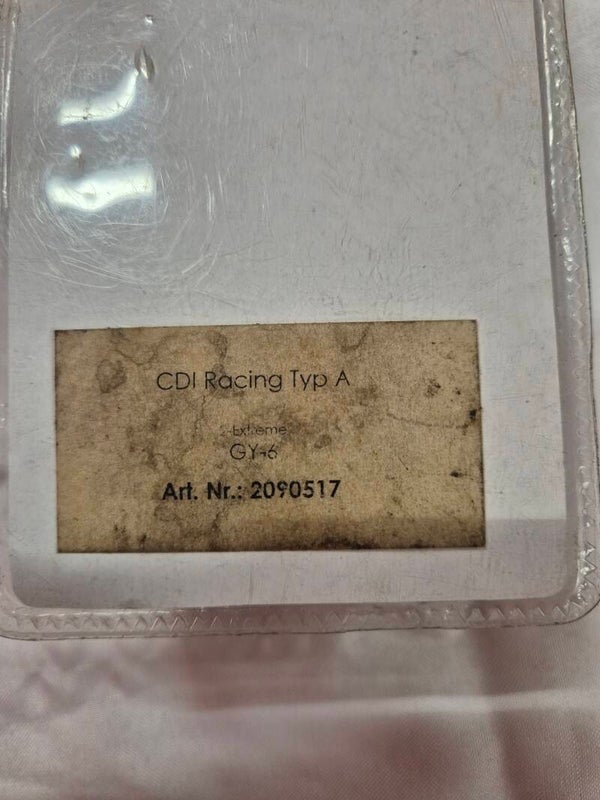 CDI Racing Typ A
Extreme
GY-6
Art. Nr.: 2090517